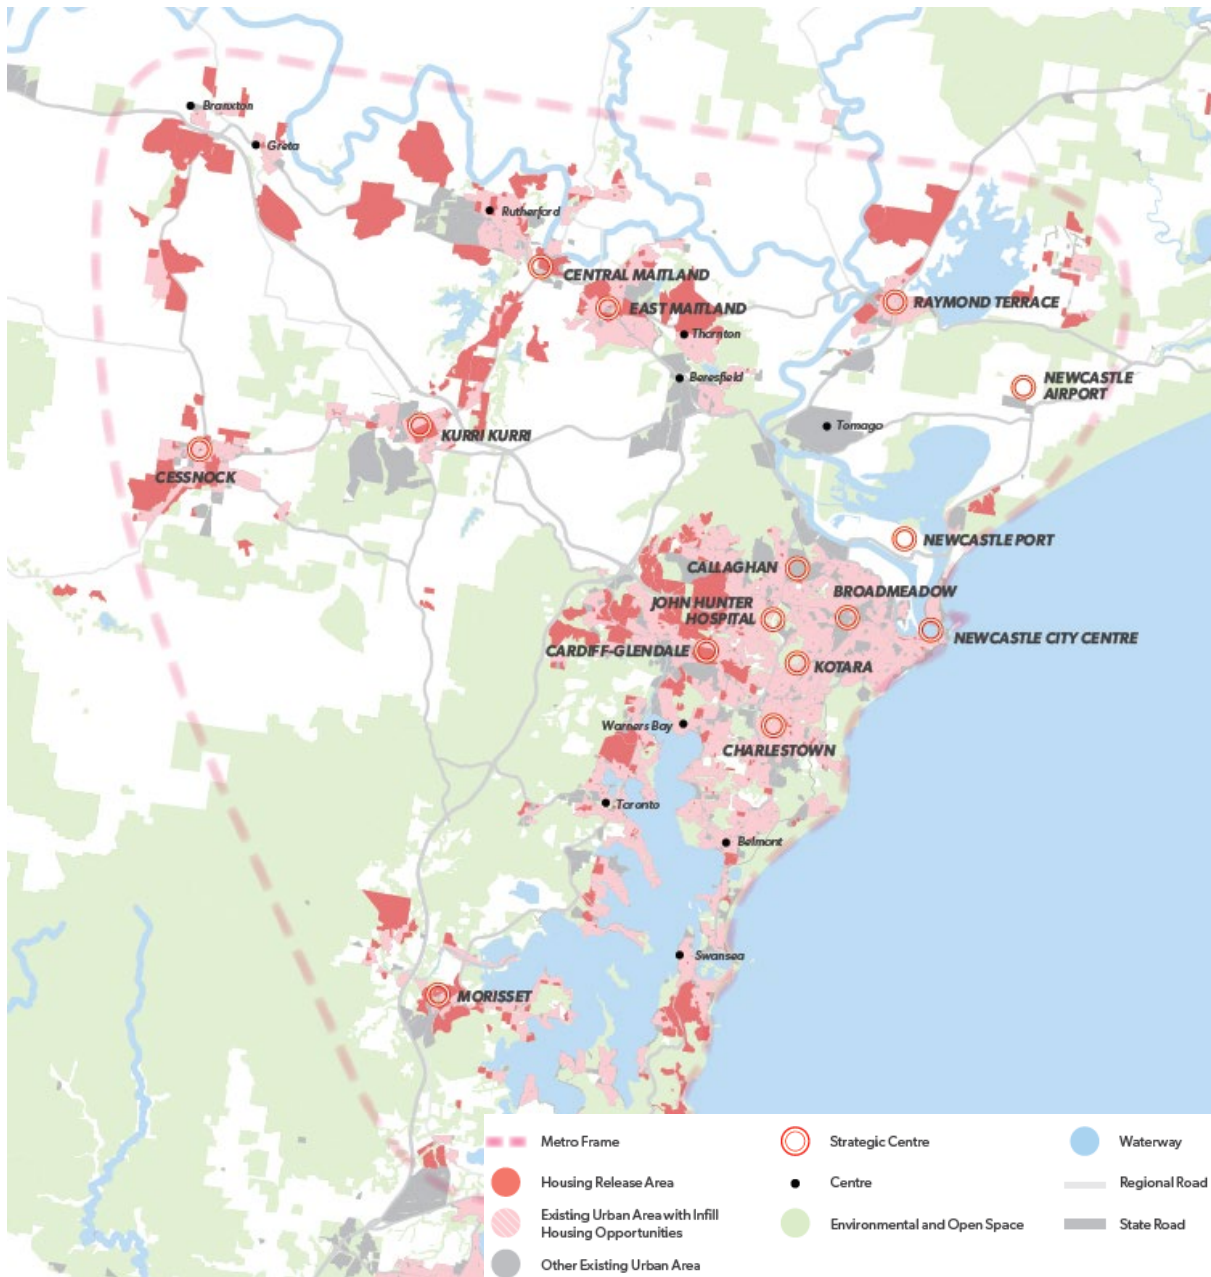 Branxton
Greta
Rutherford
CENTRAL MAITLAND
EAST MAITLAND
RAYMOND TERRACE
Thornton
Beresfield
NEWCASTLE
AIRPORT
Tomago
KURRI KURRI
CESSNOCK
NEWCASTLE PORT
CALLAGHAN
BROADMEADOW
JOHN HUNTER
HOSPITAL
NEWCASTLE CITY CENTRE
CARDIFF-GLENDALE
KOTARA
Warners Bay
CHARLESTOWN
Toronto
Belmont
Swansea
MORISSET
Metro Frame
Strategic Centre
Waterway
Housing Release Area
Centre
Regional Road
Existing Urban Area with Infill
Housing Opportunities
Environmental and Open Space
State Road
Other Existing Urban Area